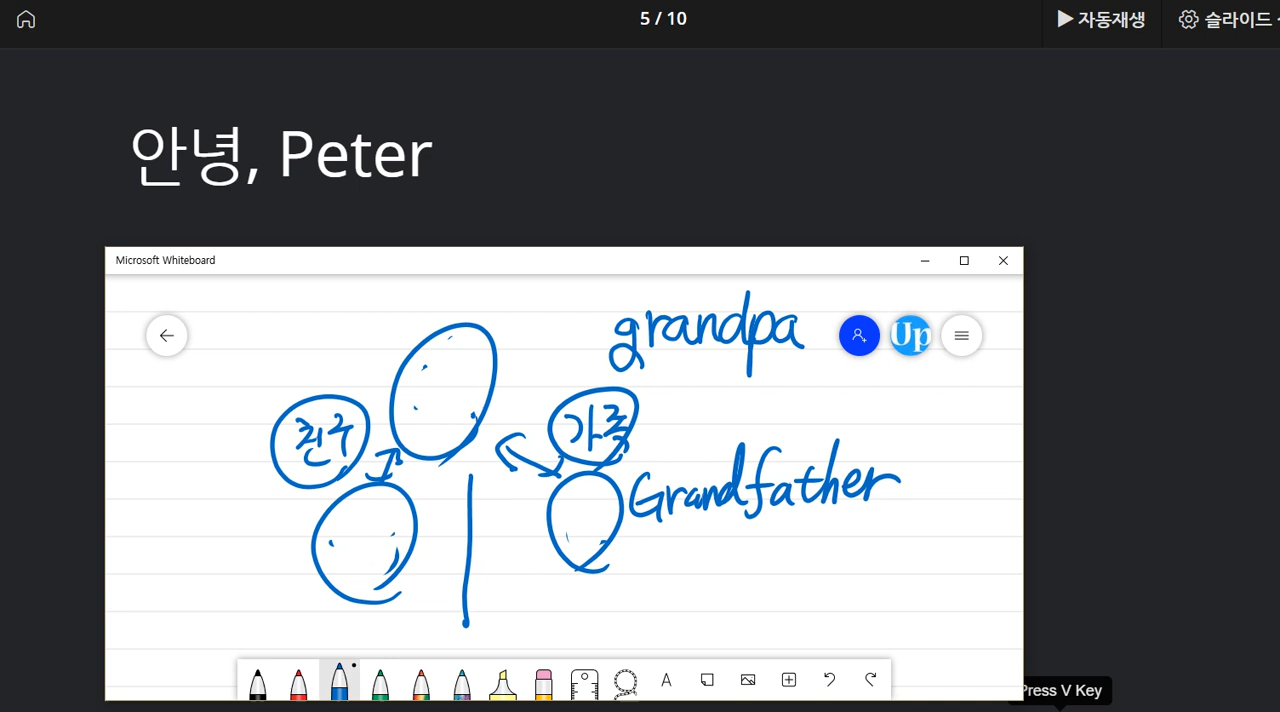 5 / 10
▶ 자동재생
슬라이드
안녕, Peter
Microsoft Whiteboard
grandpa
Up
친구
가족
Grandfather
A
Press V Key